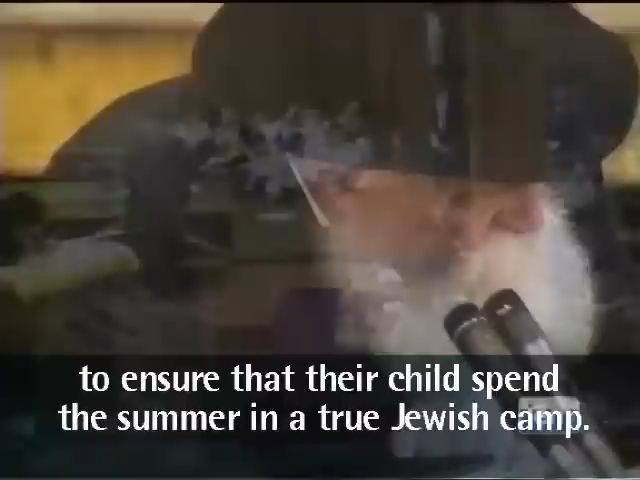 to ensure that their child spend
the summer in a true Jewish camp.